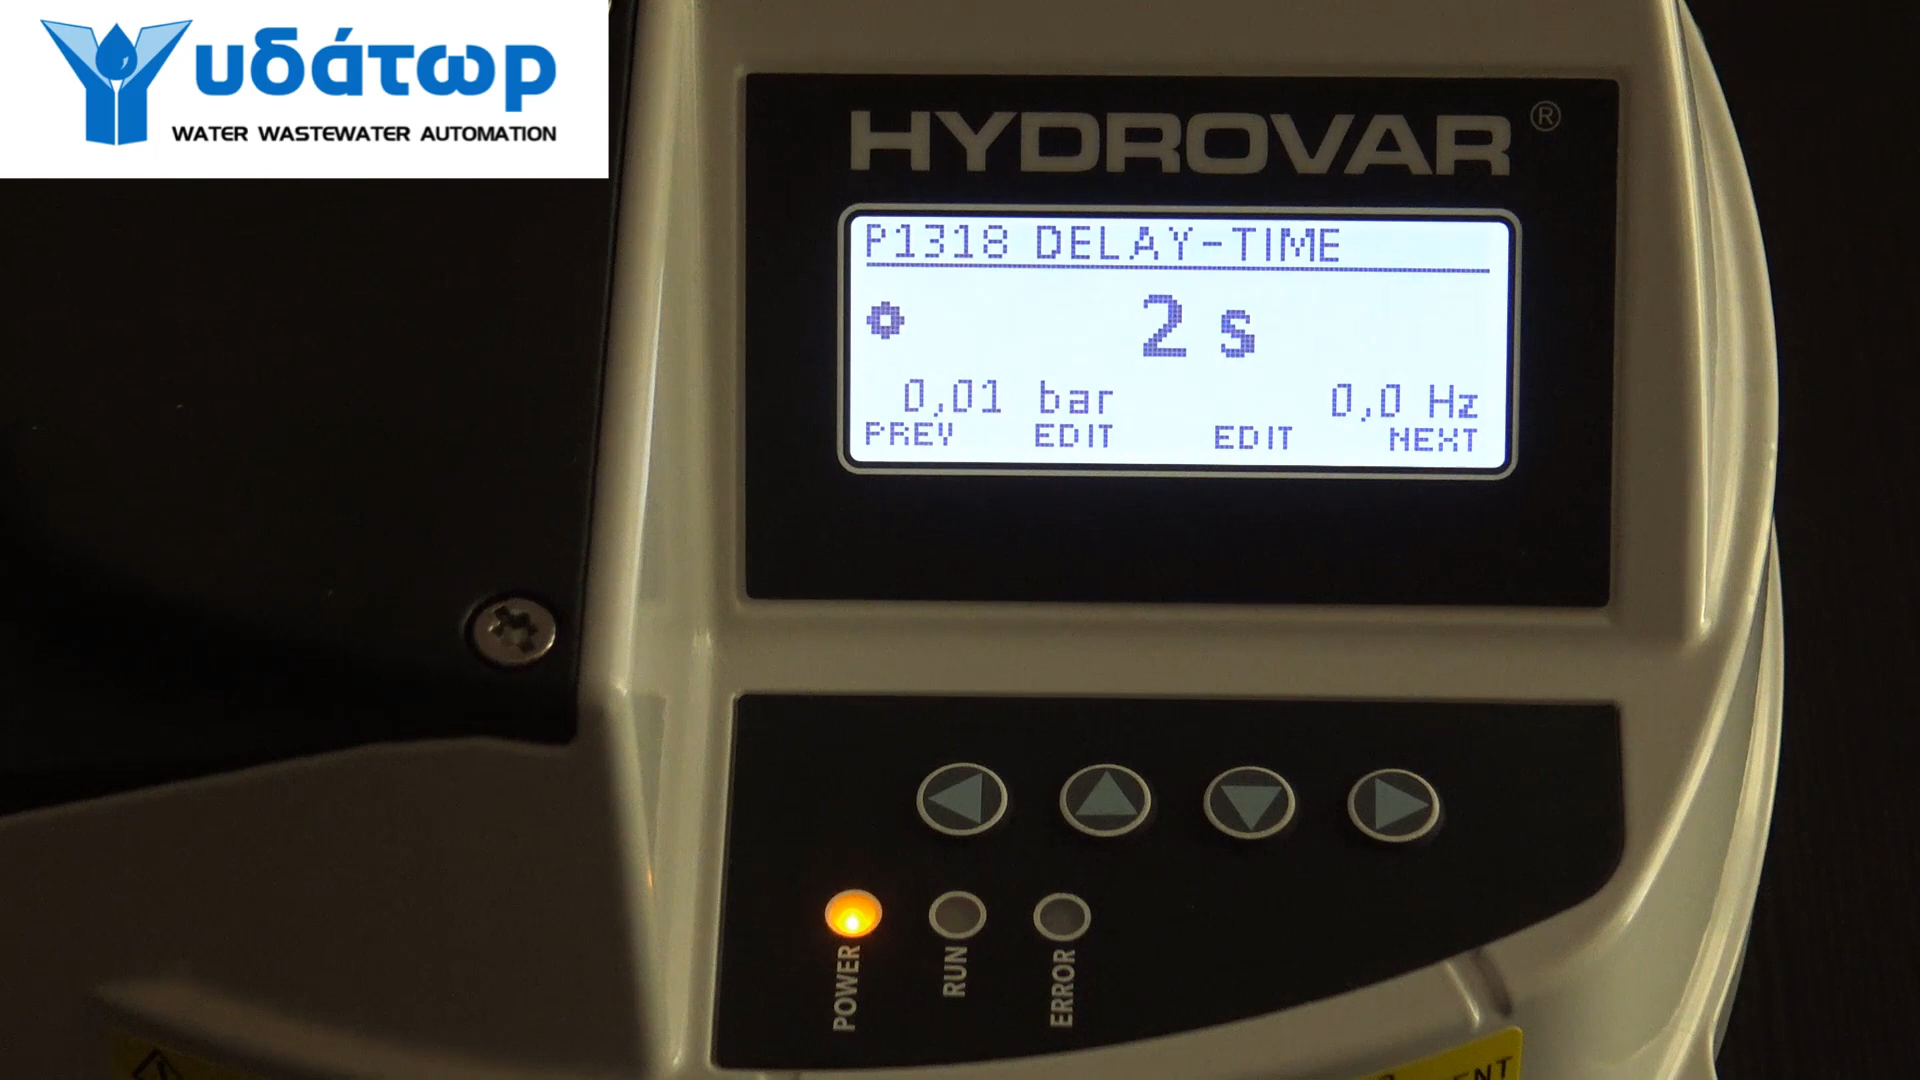 υδάτωρ
WATER WASTEWATER AUTOMATION
HYDROVAR ®
P1318 DELAY-TIME
2 s
0,01 bar 0,0 Hz
PREV EDIT EDIT NEXT
POWER
RUN
ERROR